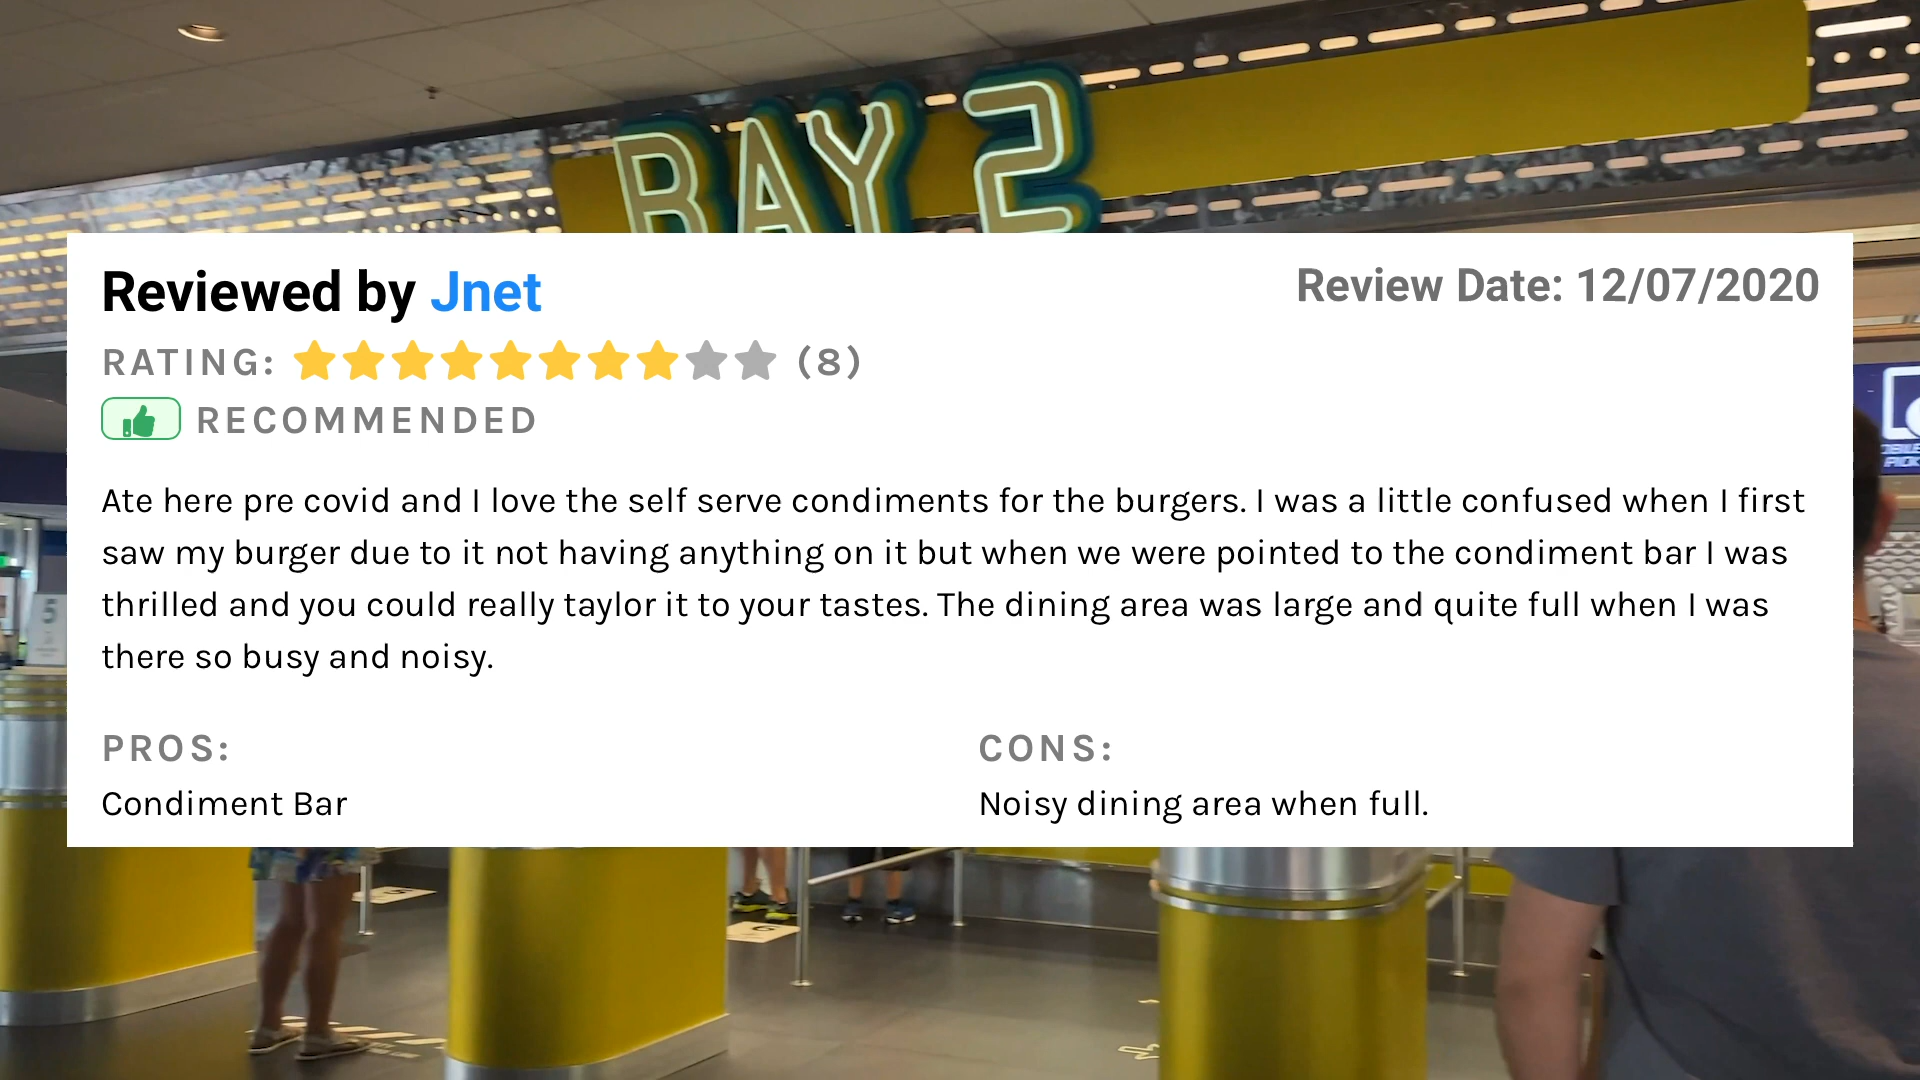 BAY 2
Reviewed by Jnet
Review Date: 12/07/2020
RATING: (8)
RECOMMENDED
Ate here pre covid and I love the self serve condiments for the burgers. I was a little confused when I first
saw my burger due to it not having anything on it but when we were pointed to the condiment bar I was
thrilled and you could really taylor it to your tastes. The dining area was large and quite full when I was
there so busy and noisy.
PROS:
CONS:
Condiment Bar
Noisy dining area when full.
5